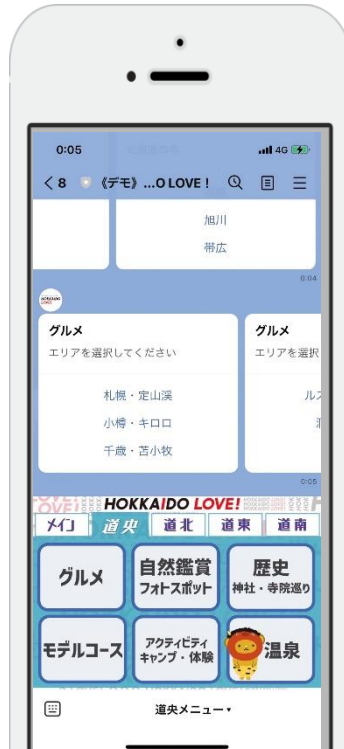 0:05
4G
8
《デモ》...O LOVE!
旭川
帯広
0:04
HOKKAIDO
LOVE!
グルメ
エリアを選択してください
札幌・定山渓
小樽・キロロ
千歳・苫小牧
グルメ
エリアを選択
0:05
HOKKAIDO LOVE!
メイン
道央
道北
道東
道南
グルメ
自然鑑賞
フォトスポット
歴史
神社・寺院巡り
モデルコース
アクティビティ
キャンプ・体験
温泉
道央メニュー▾